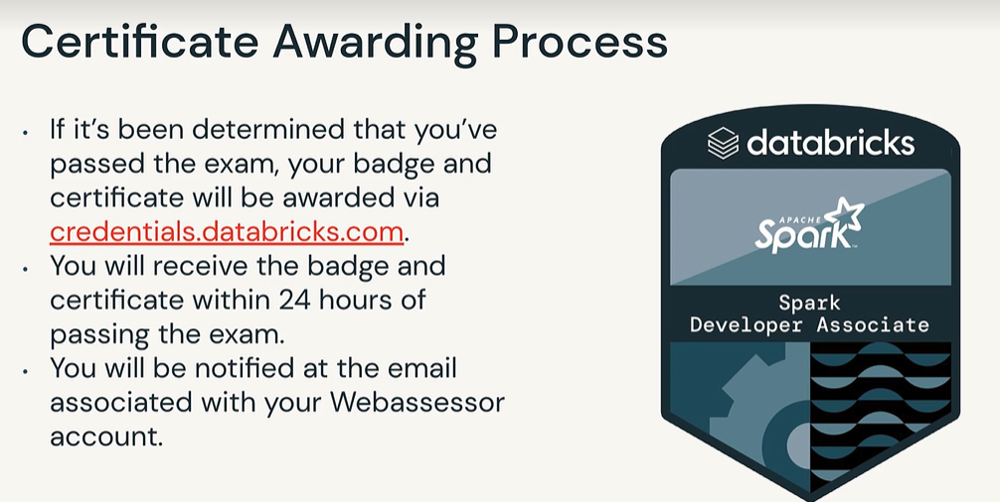 Certificate Awarding Process
• If it’s been determined that you’ve
passed the exam, your badge and
certificate will be awarded via
credentials.databricks.com.
• You will receive the badge and
certificate within 24 hours of
passing the exam.
• You will be notified at the email
associated with your Webassessor
account.
databricks
APACHE
Spark™
Spark
Developer Associate